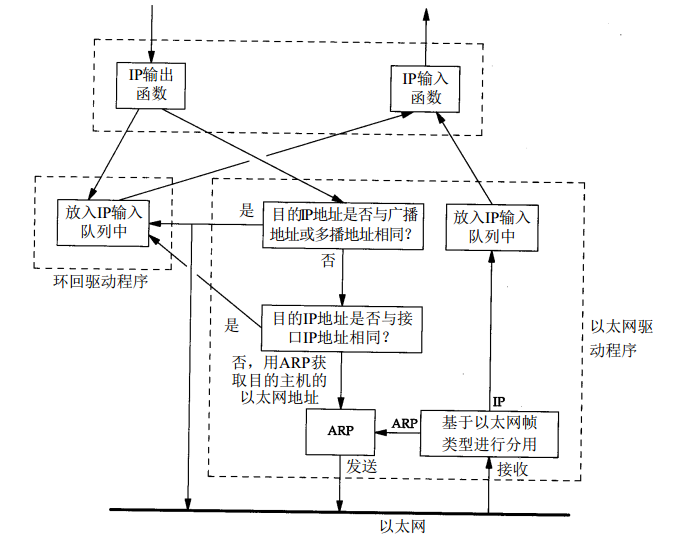 IP输出
函数
IP输入
函数
放入IP输入
队列中
环回驱动程序
是
目的IP地址是否与广播
地址或多播地址相同?
否
放入IP输入
队列中
是
目的IP地址是否与接
口IP地址相同?
以太网驱
动程序
否，用ARP获
取目的主机的
以太网地址
IP
ARP
ARP
基于以太网帧
类型进行分用
发送
接收
以太网